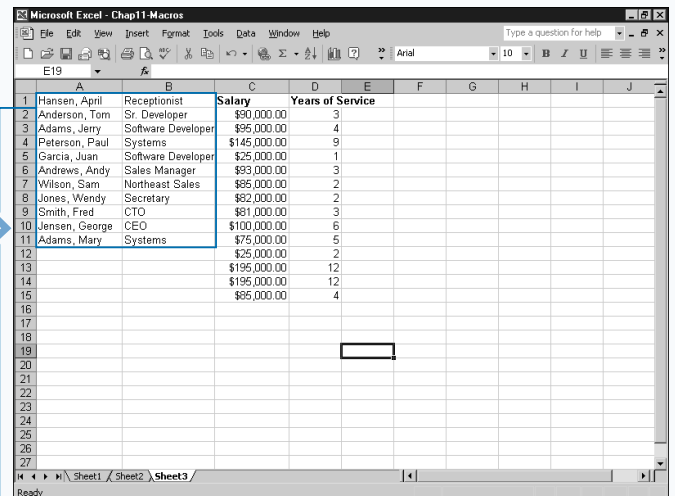 Microsoft Excel - Chap11-Macros
File Edit View Insert Format Tools Data Window Help Type a question for help
Arial 10 B I U
E19 fx
A B C D E F G H I J
1 Hansen, April Receptionist Salary Years of Service
2 Anderson, Tom Sr. Developer $90,000.00 3
3 Adams, Jerry Software Developer $95,000.00 4
4 Peterson, Paul Systems $145,000.00 9
5 Garcia, Juan Software Developer $25,000.00 1
6 Andrews, Andy Sales Manager $93,000.00 3
7 Wilson, Sam Northeast Sales $85,000.00 2
8 Jones, Wendy Secretary $82,000.00 2
9 Smith, Fred CTO $81,000.00 3
10 Jensen, George CEO $100,000.00 6
11 Adams, Mary Systems $75,000.00 5
12 $25,000.00 2
13 $195,000.00 12
14 $195,000.00 12
15 $85,000.00 4
16
17
18
19
20
21
22
23
24
25
26
27
Sheet1 Sheet2 Sheet3
Ready